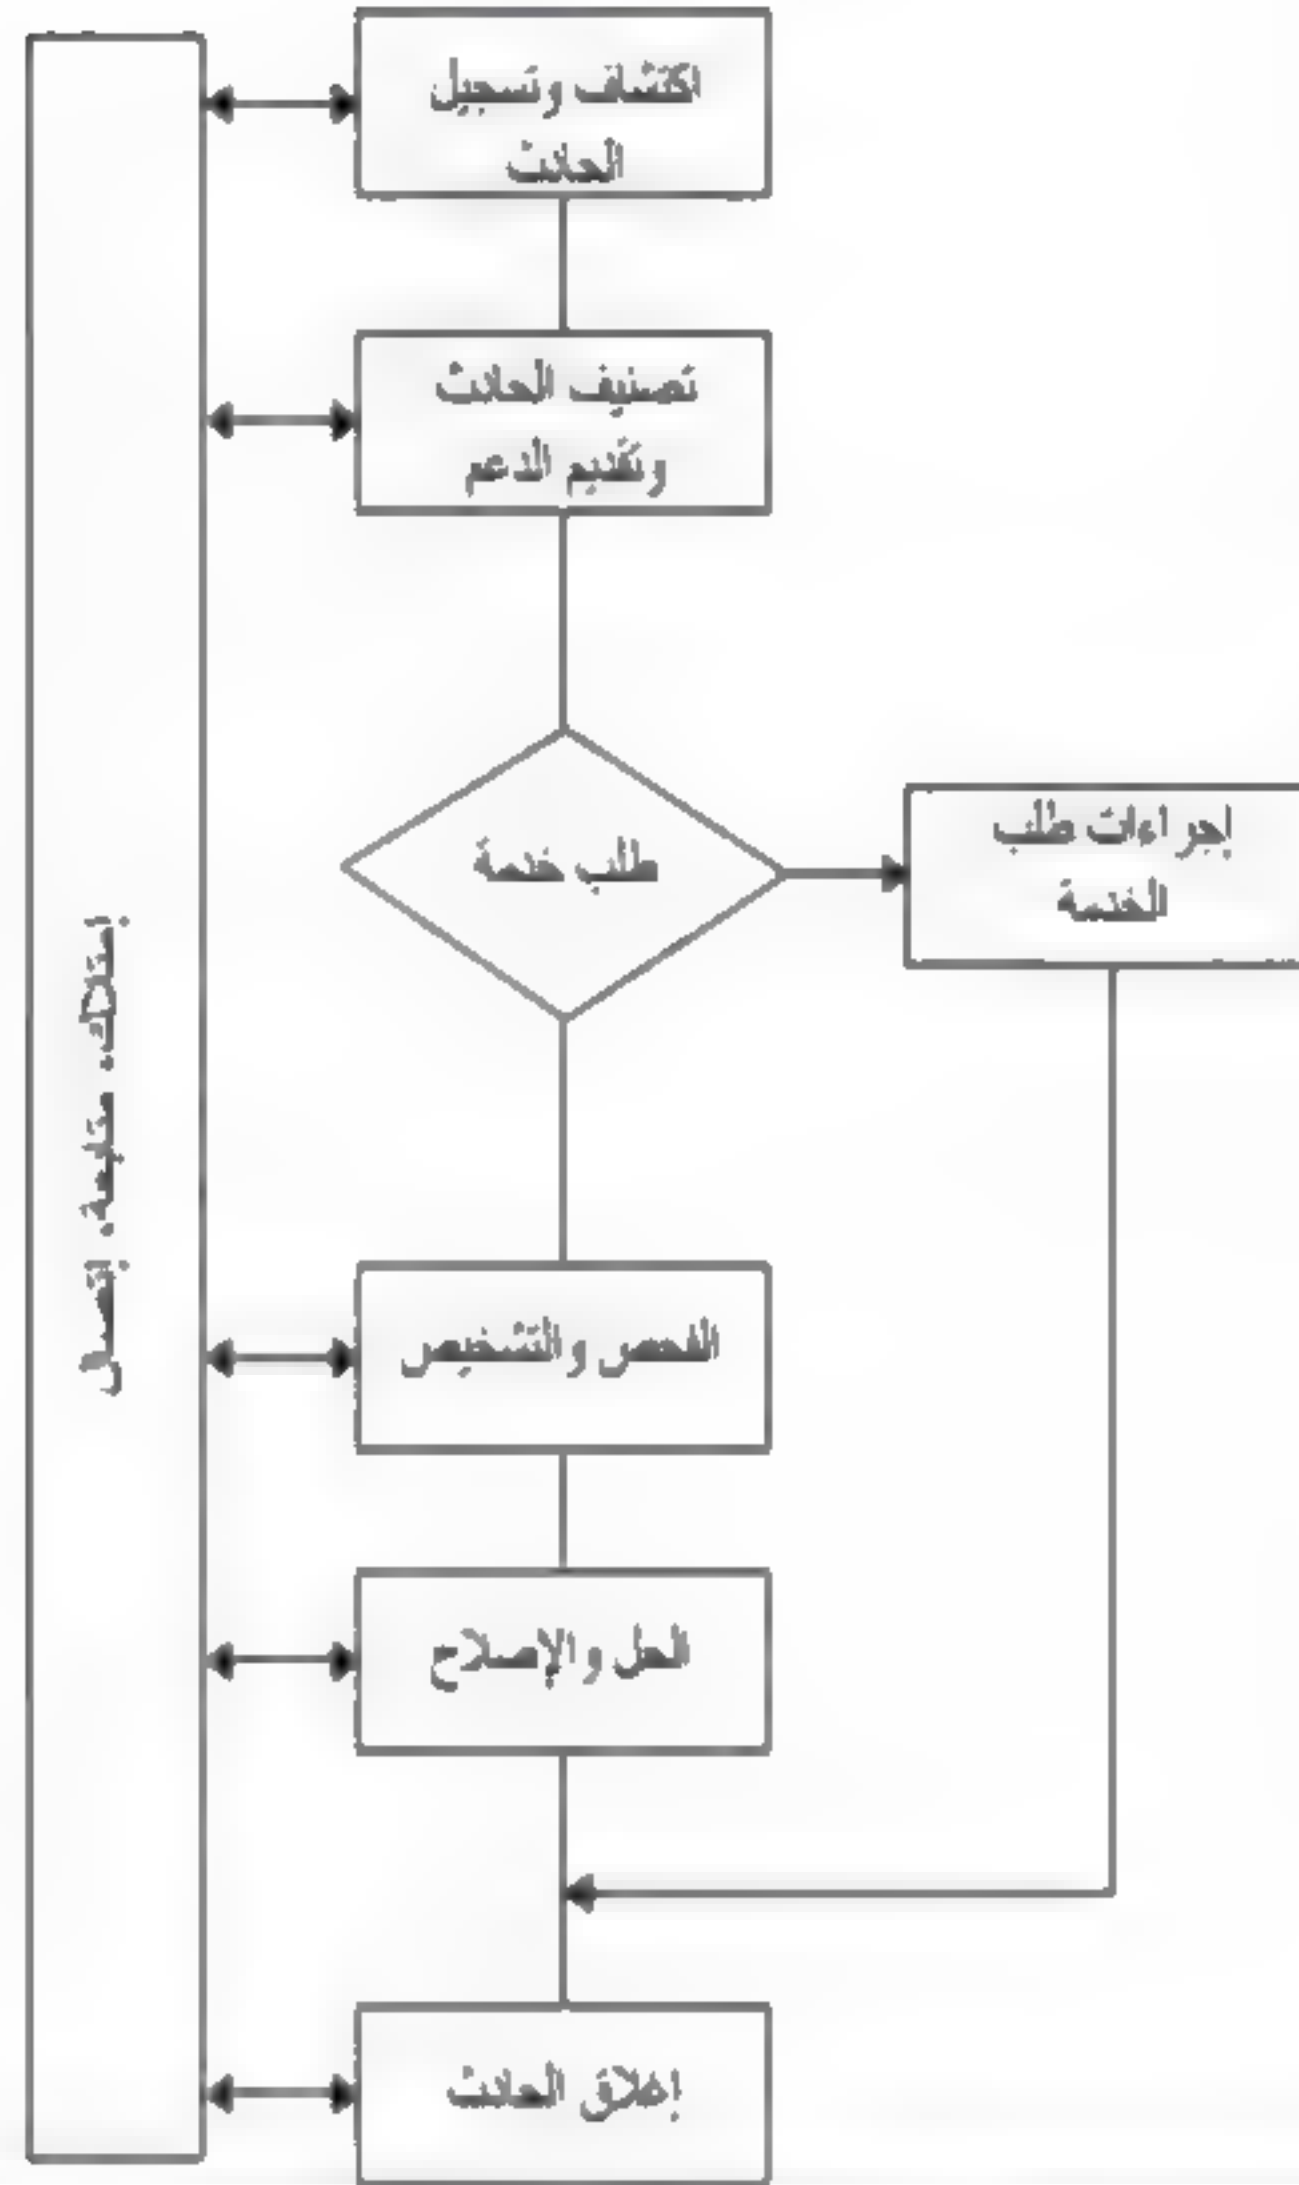 اكتشاف وتسجيل
الحادث
تصنيف الحادث
وتقديم الدعم
طلب خدمة
إجراءات طلب
الخدمة
الفحص والتشخيص
الحل والإصلاح
إغلاق الحادث
إمتلاك، متابعة، إتصال